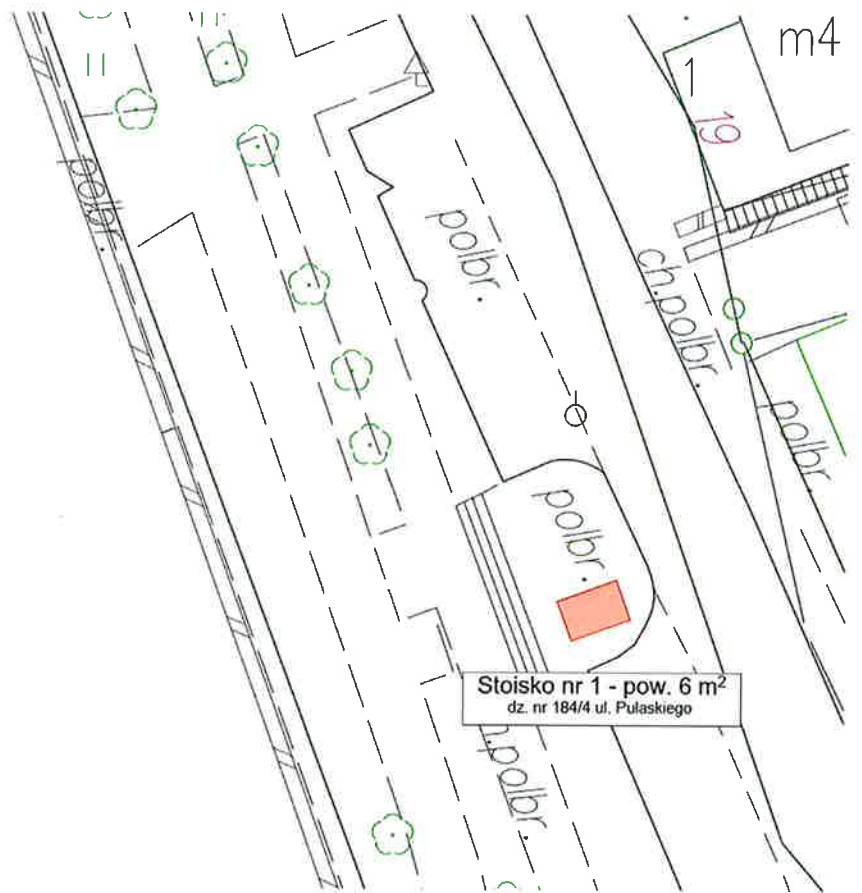 m4
1
19
polbr.
polbr.
ch.polbr.
polbr.
polbr.
Stoisko nr 1 - pow. 6 m²
dz. nr 184/4 ul. Pulaskiego
.polbr.